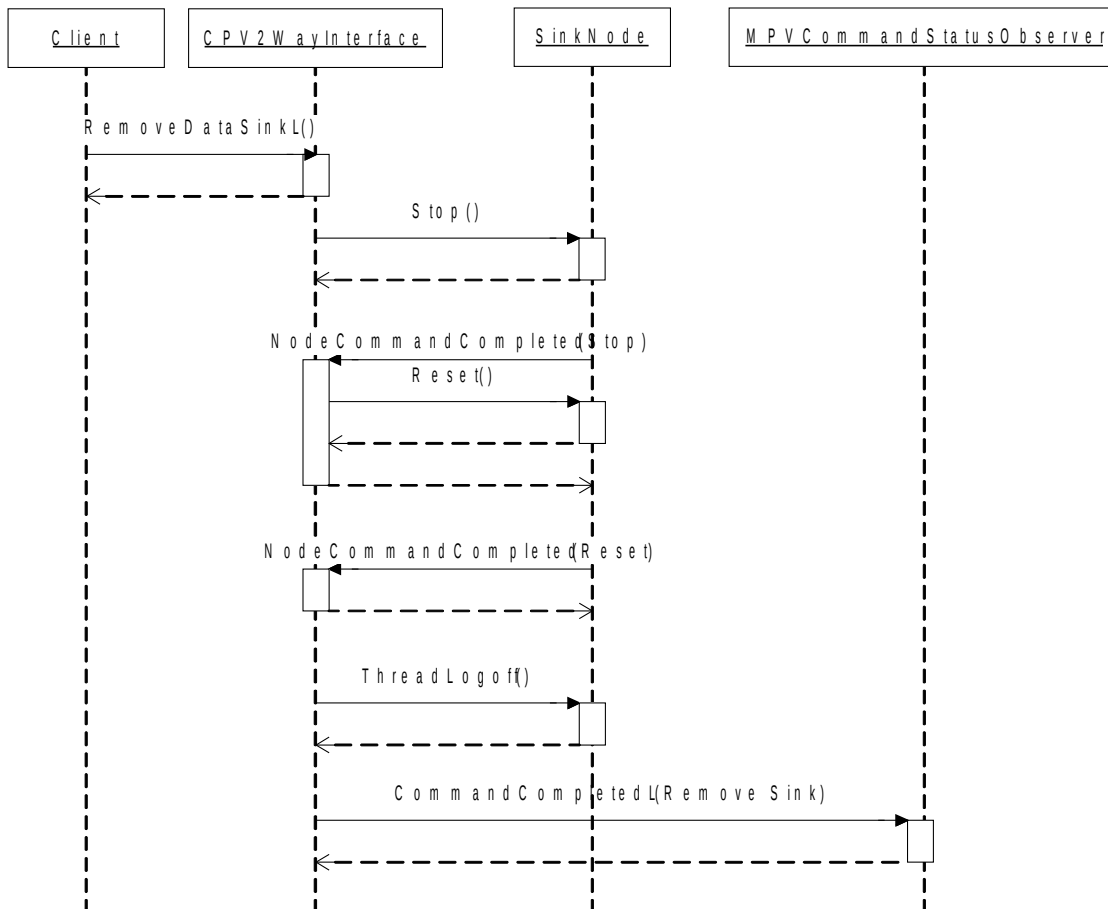 Client
CPV2WayInterface
SinkNode
MPVCommandStatusObserver
RemoveDataSinkL()
Stop()
NodeCommandCompleted(Stop)
Reset()
NodeCommandCompleted(Reset)
ThreadLogoff()
CommandCompletedL(Remove Sink)